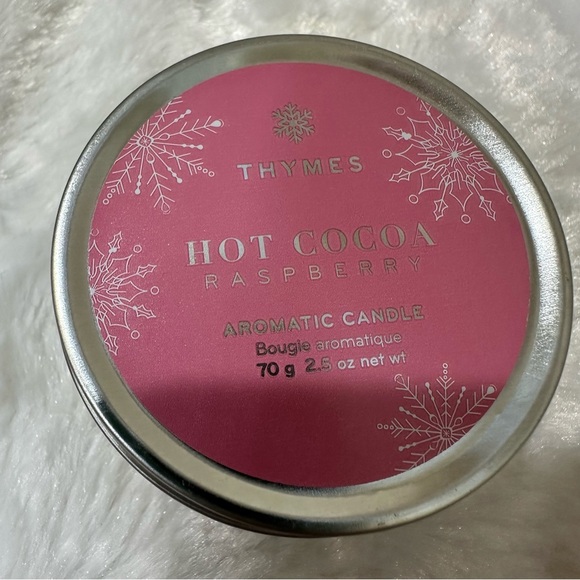 THYMES
HOT COCOA
RASPBERRY
AROMATIC CANDLE
Bougie aromatique
70 g 2.5 oz net wt